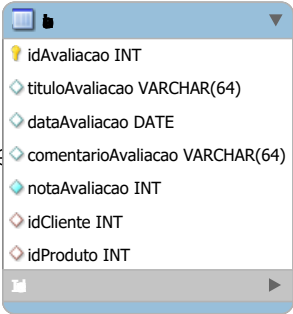 idAvaliacao INT
tituloAvaliacao VARCHAR(64)
dataAvaliacao DATE
comentarioAvaliacao VARCHAR(64)
notaAvaliacao INT
idCliente INT
idProduto INT